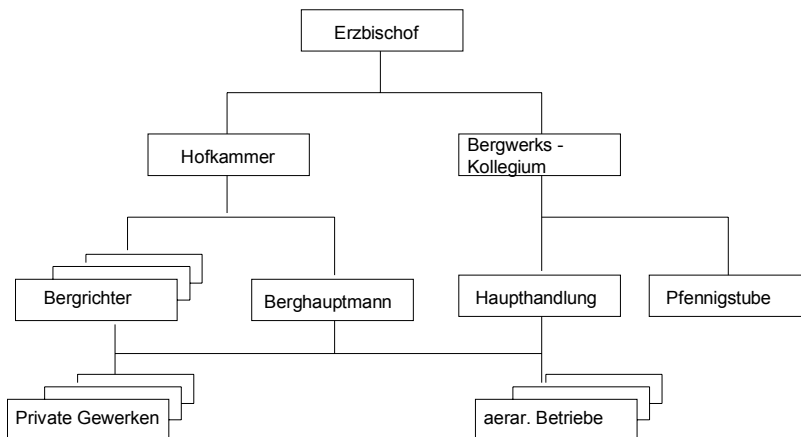 Erzbischof
Hofkammer
Bergwerks -
Kollegium
Bergrichter
Berghauptmann
Haupthandlung
Pfennigstube
Private Gewerken
aerar. Betriebe